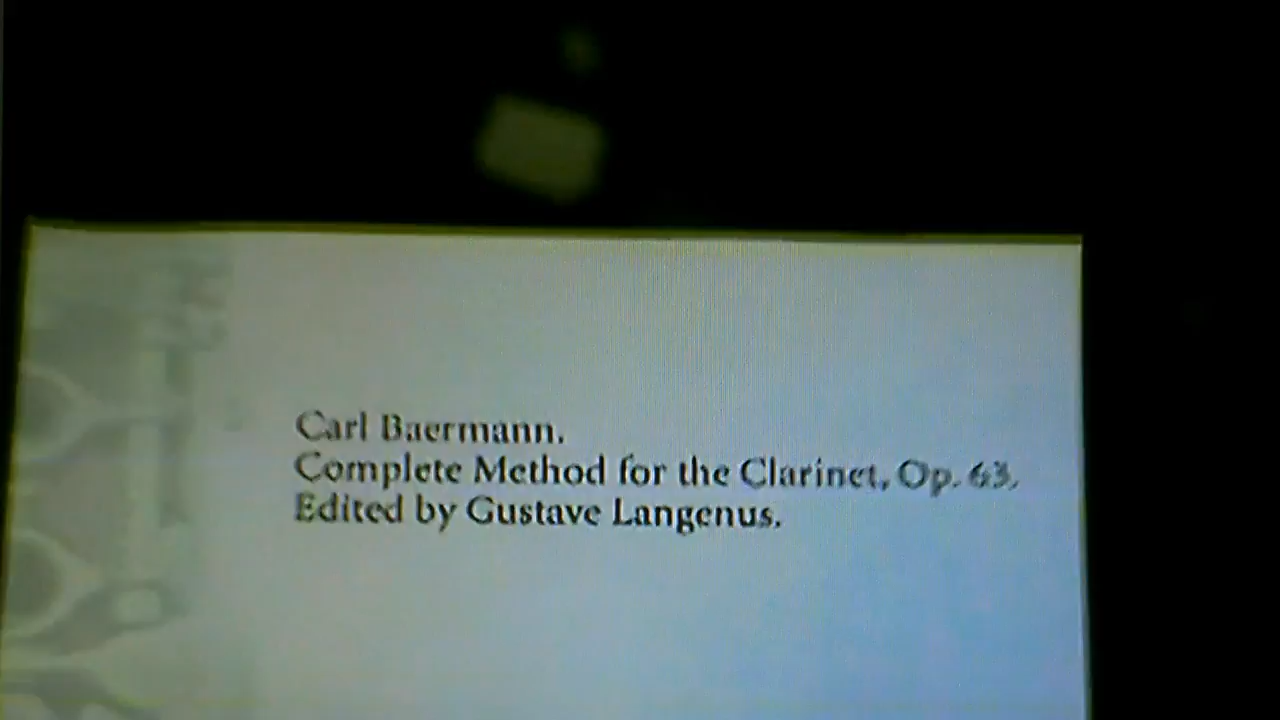 Carl Baermann.
Complete Method for the Clarinet, Op. 63.
Edited by Gustave Langenus.